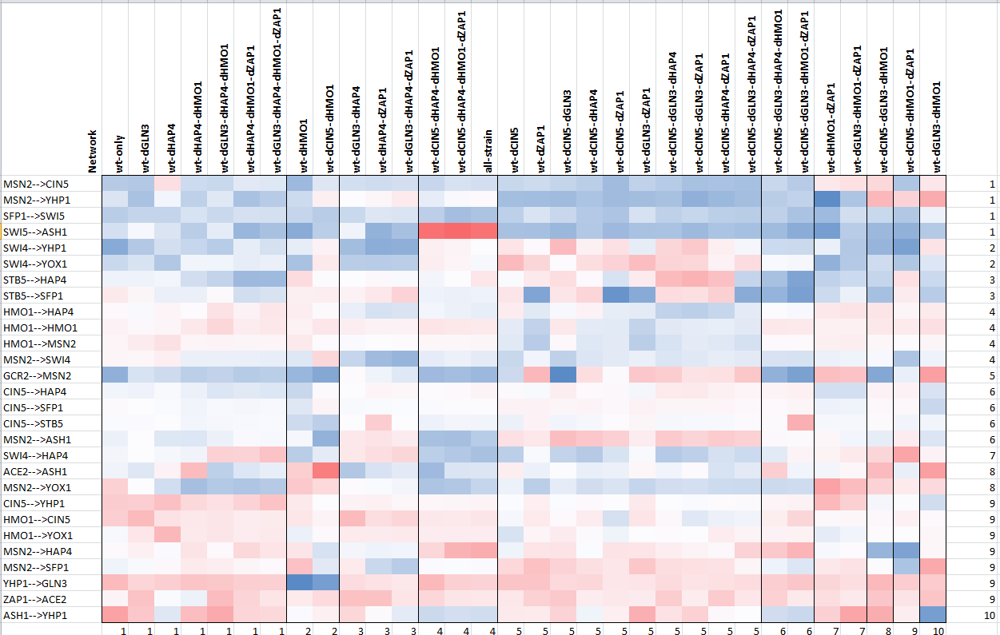 Network
wt-only
wt-dGLN3
wt-dHAP4
wt-dHAP4-dHMO1
wt-dGLN3-dHAP4-dHMO1
wt-dHAP4-dHMO1-dZAP1
wt-dGLN3-dHAP4-dHMO1-dZAP1
wt-dHMO1
wt-dCIN5-dHMO1
wt-dGLN3-dHAP4
wt-dHAP4-dZAP1
wt-dGLN3-dHAP4-dZAP1
wt-dCIN5-dHAP4-dHMO1
wt-dCIN5-dHAP4-dHMO1-dZAP1
all-strain
wt-dCIN5
wt-dZAP1
wt-dCIN5-dGLN3
wt-dCIN5-dHAP4
wt-dCIN5-dZAP1
wt-dGLN3-dZAP1
wt-dCIN5-dGLN3-dHAP4
wt-dCIN5-dGLN3-dZAP1
wt-dCIN5-dHAP4-dZAP1
wt-dCIN5-dGLN3-dHAP4-dZAP1
wt-dCIN5-dGLN3-dHAP4-dHMO1
wt-dCIN5-dGLN3-dHMO1-dZAP1
wt-dHMO1-dZAP1
wt-dGLN3-dHMO1-dZAP1
wt-dCIN5-dGLN3-dHMO1
wt-dCIN5-dHMO1-dZAP1
wt-dGLN3-dHMO1
MSN2-->CIN5 1
MSN2-->YHP1 1
SFP1-->SWI5 1
SWI5-->ASH1 1
SWI4-->YHP1 2
SWI4-->YOX1 2
STB5-->HAP4 3
STB5-->SFP1 3
HMO1-->HAP4 4
HMO1-->HMO1 4
HMO1-->MSN2 4
MSN2-->SWI4 4
GCR2-->MSN2 5
CIN5-->HAP4 6
CIN5-->SFP1 6
CIN5-->STB5 6
MSN2-->ASH1 6
SWI4-->HAP4 7
ACE2-->ASH1 8
MSN2-->YOX1 8
CIN5-->YHP1 9
HMO1-->CIN5 9
HMO1-->YOX1 9
MSN2-->HAP4 9
MSN2-->SFP1 9
YHP1-->GLN3 9
ZAP1-->ACE2 9
ASH1-->YHP1 10
1 1 1 1 1 1 1 2 2 3 3 3 4 4 4 5 5 5 5 5 5 5 5 5 5 6 6 7 7 8 9 10